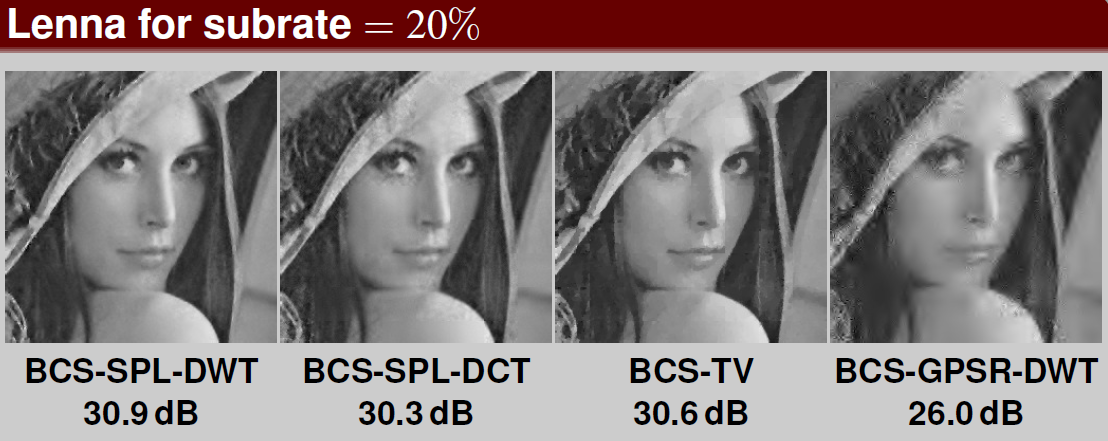 Lenna for subrate = 20%
BCS-SPL-DWT BCS-SPL-DCT BCS-TV BCS-GPSR-DWT
30.9 dB 30.3 dB 30.6 dB 26.0 dB